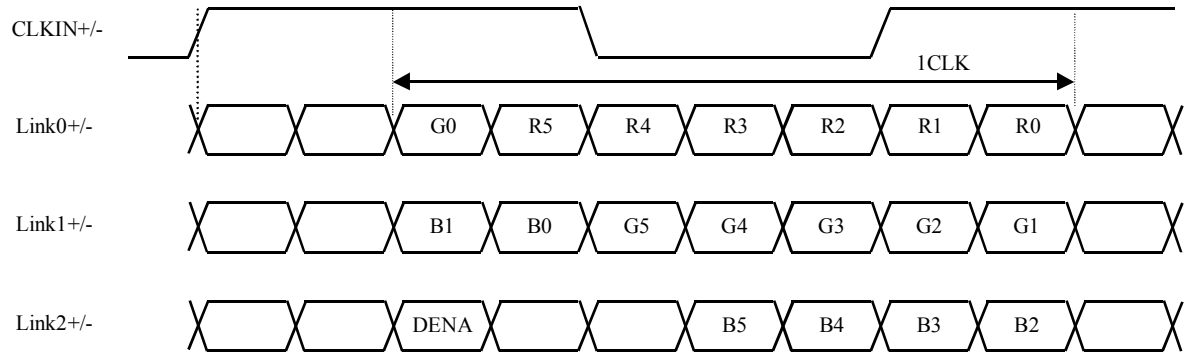 CLKIN+/-
1CLK
Link0+/- G0 R5 R4 R3 R2 R1 R0
Link1+/- B1 B0 G5 G4 G3 G2 G1
Link2+/- DENA B5 B4 B3 B2